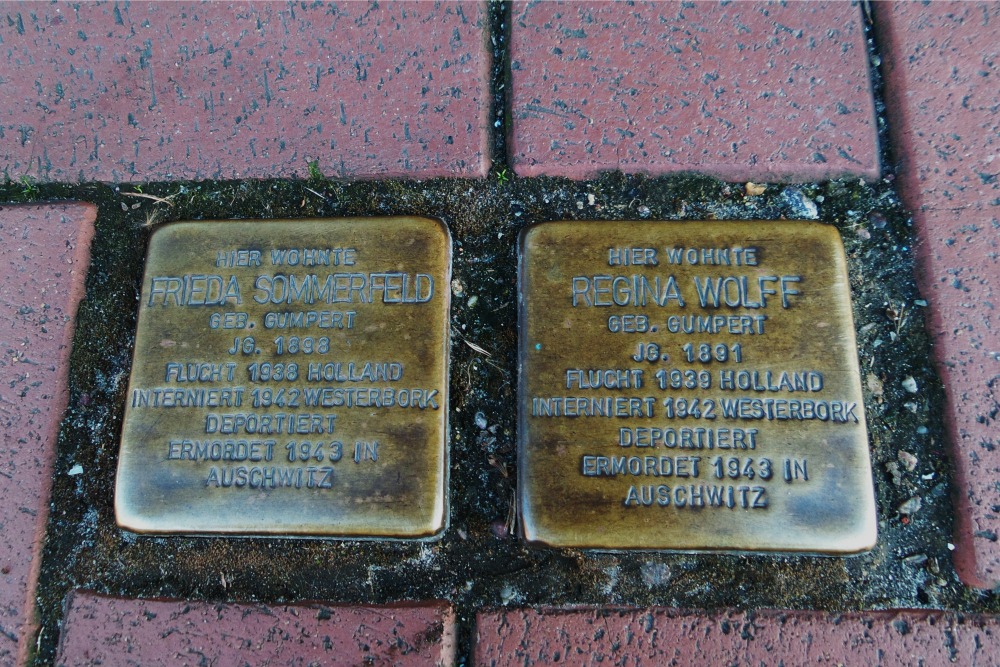 HIER WOHNTE
FRIEDA SOMMERFELD
GEB. GUMPERT
JG. 1898
FLUCHT 1938 HOLLAND
INTERNIERT 1942 WESTERBORK
DEPORTIERT
ERMORDET 1943 IN
AUSCHWITZ
HIER WOHNTE
REGINA WOLFF
GEB. GUMPERT
JG. 1891
FLUCHT 1939 HOLLAND
INTERNIERT 1942 WESTERBORK
DEPORTIERT
ERMORDET 1943 IN
AUSCHWITZ